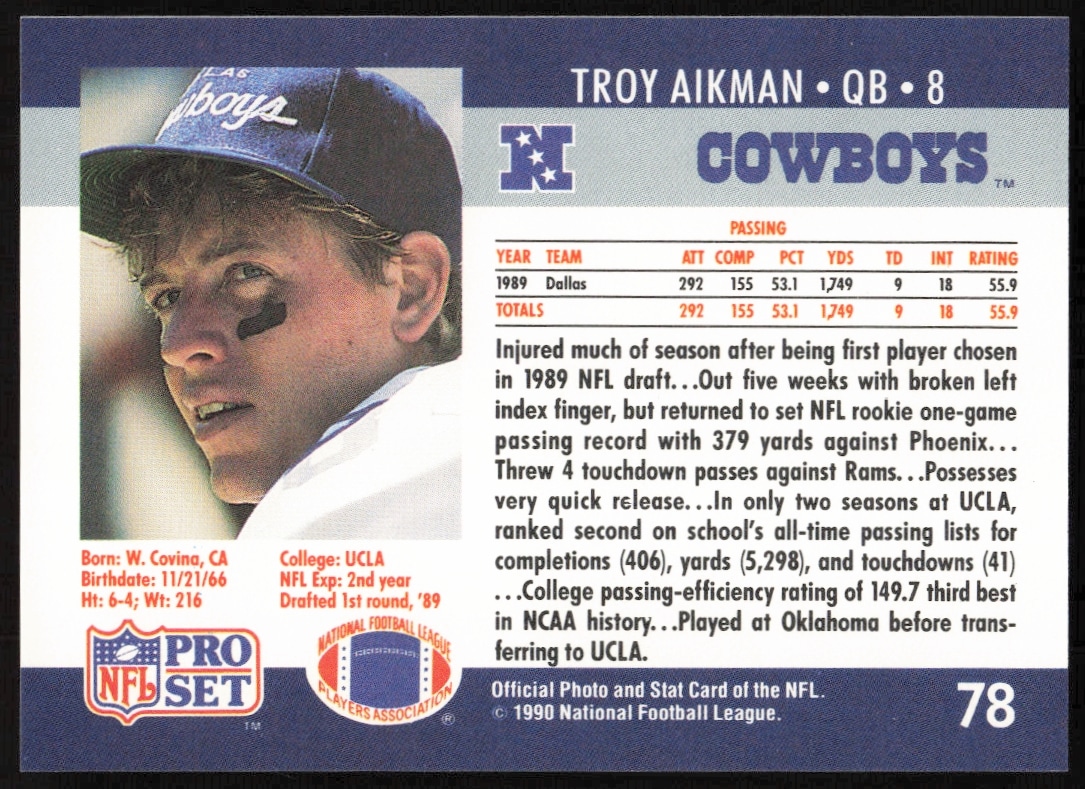 TROY AIKMAN • QB • 8
LAS
wboys
N
COWBOYS
TM
PASSING
YEAR TEAM ATT COMP PCT YDS TD INT RATING
1989 Dallas 292 155 53.1 1,749 9 18 55.9
TOTALS 292 155 53.1 1,749 9 18 55.9
Injured much of season after being first player chosen
in 1989 NFL draft...Out five weeks with broken left
index finger, but returned to set NFL rookie one-game
passing record with 379 yards against Phoenix...
Threw 4 touchdown passes against Rams...Possesses
very quick release...In only two seasons at UCLA,
ranked second on school's all-time passing lists for
completions (406), yards (5,298), and touchdowns (41)
...College passing-efficiency rating of 149.7 third best
in NCAA history...Played at Oklahoma before trans-
ferring to UCLA.
Born: W. Covina, CA
Birthdate: 11/21/66
Ht: 6-4; Wt: 216
College: UCLA
NFL Exp: 2nd year
Drafted 1st round, '89
NFL PRO SET
TM
NATIONAL FOOTBALL LEAGUE
PLAYERS ASSOCIATION
®
Official Photo and Stat Card of the NFL.
© 1990 National Football League.
78